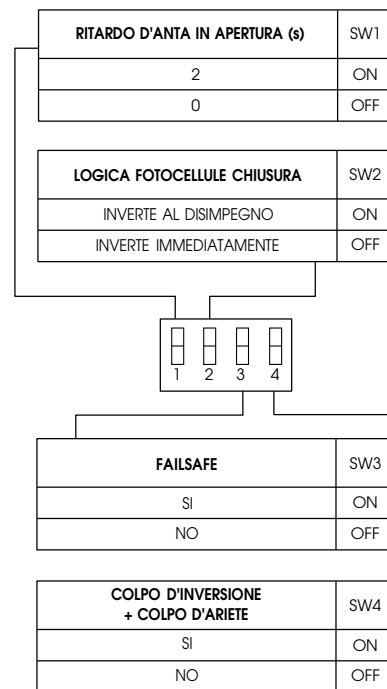 RITARDO D'ANTA IN APERTURA (s) SW1
2 ON
0 OFF
LOGICA FOTOCELLULE CHIUSURA SW2
INVERTE AL DISIMPEGNO ON
INVERTE IMMEDIATAMENTE OFF
1 2 3 4
FAILSAFE SW3
SI ON
NO OFF
COLPO D'INVERSIONE
+ COLPO D'ARIETE SW4
SI ON
NO OFF